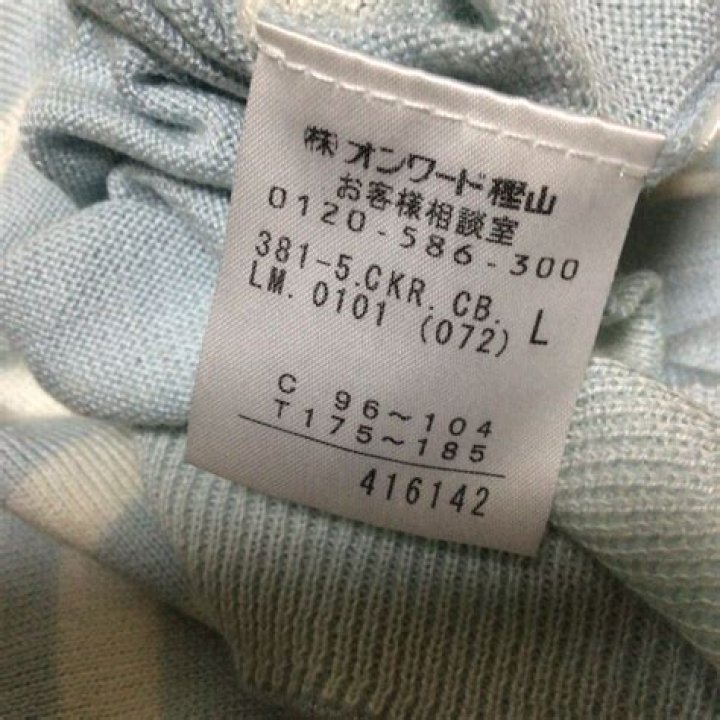 ㈱オンワード樫山
お客様相談室
0120-586-300
381-5.CKR.CB. L
LM.0101 (072)
C 96~104
T175~185
416142